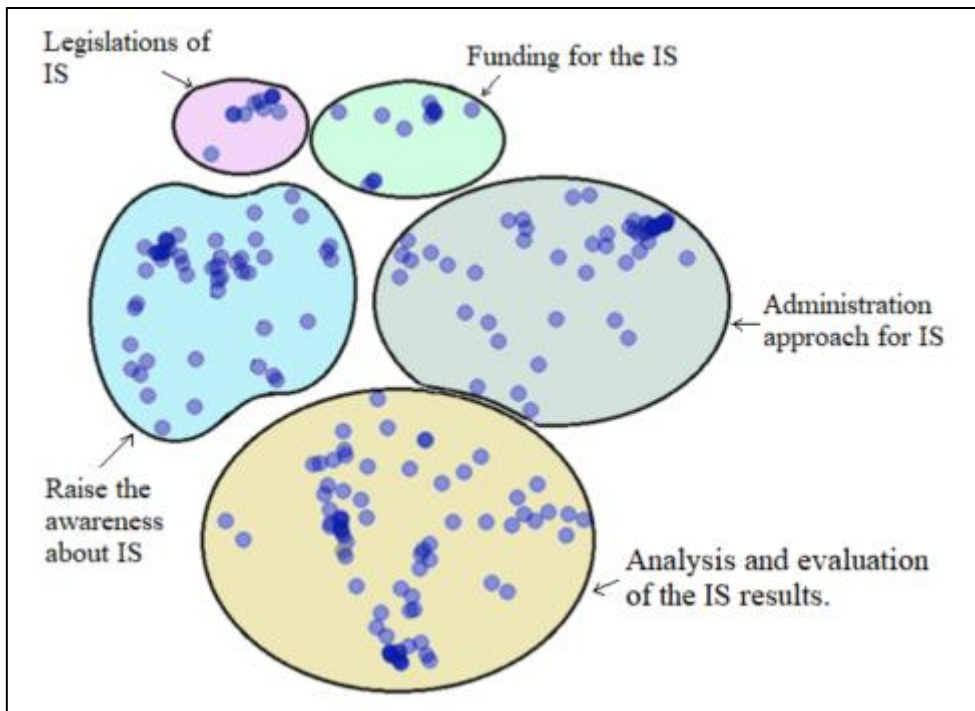 Legislations of
IS
Funding for the IS
Administration
approach for IS
Raise the
awareness
about IS
Analysis and evaluation
of the IS results.